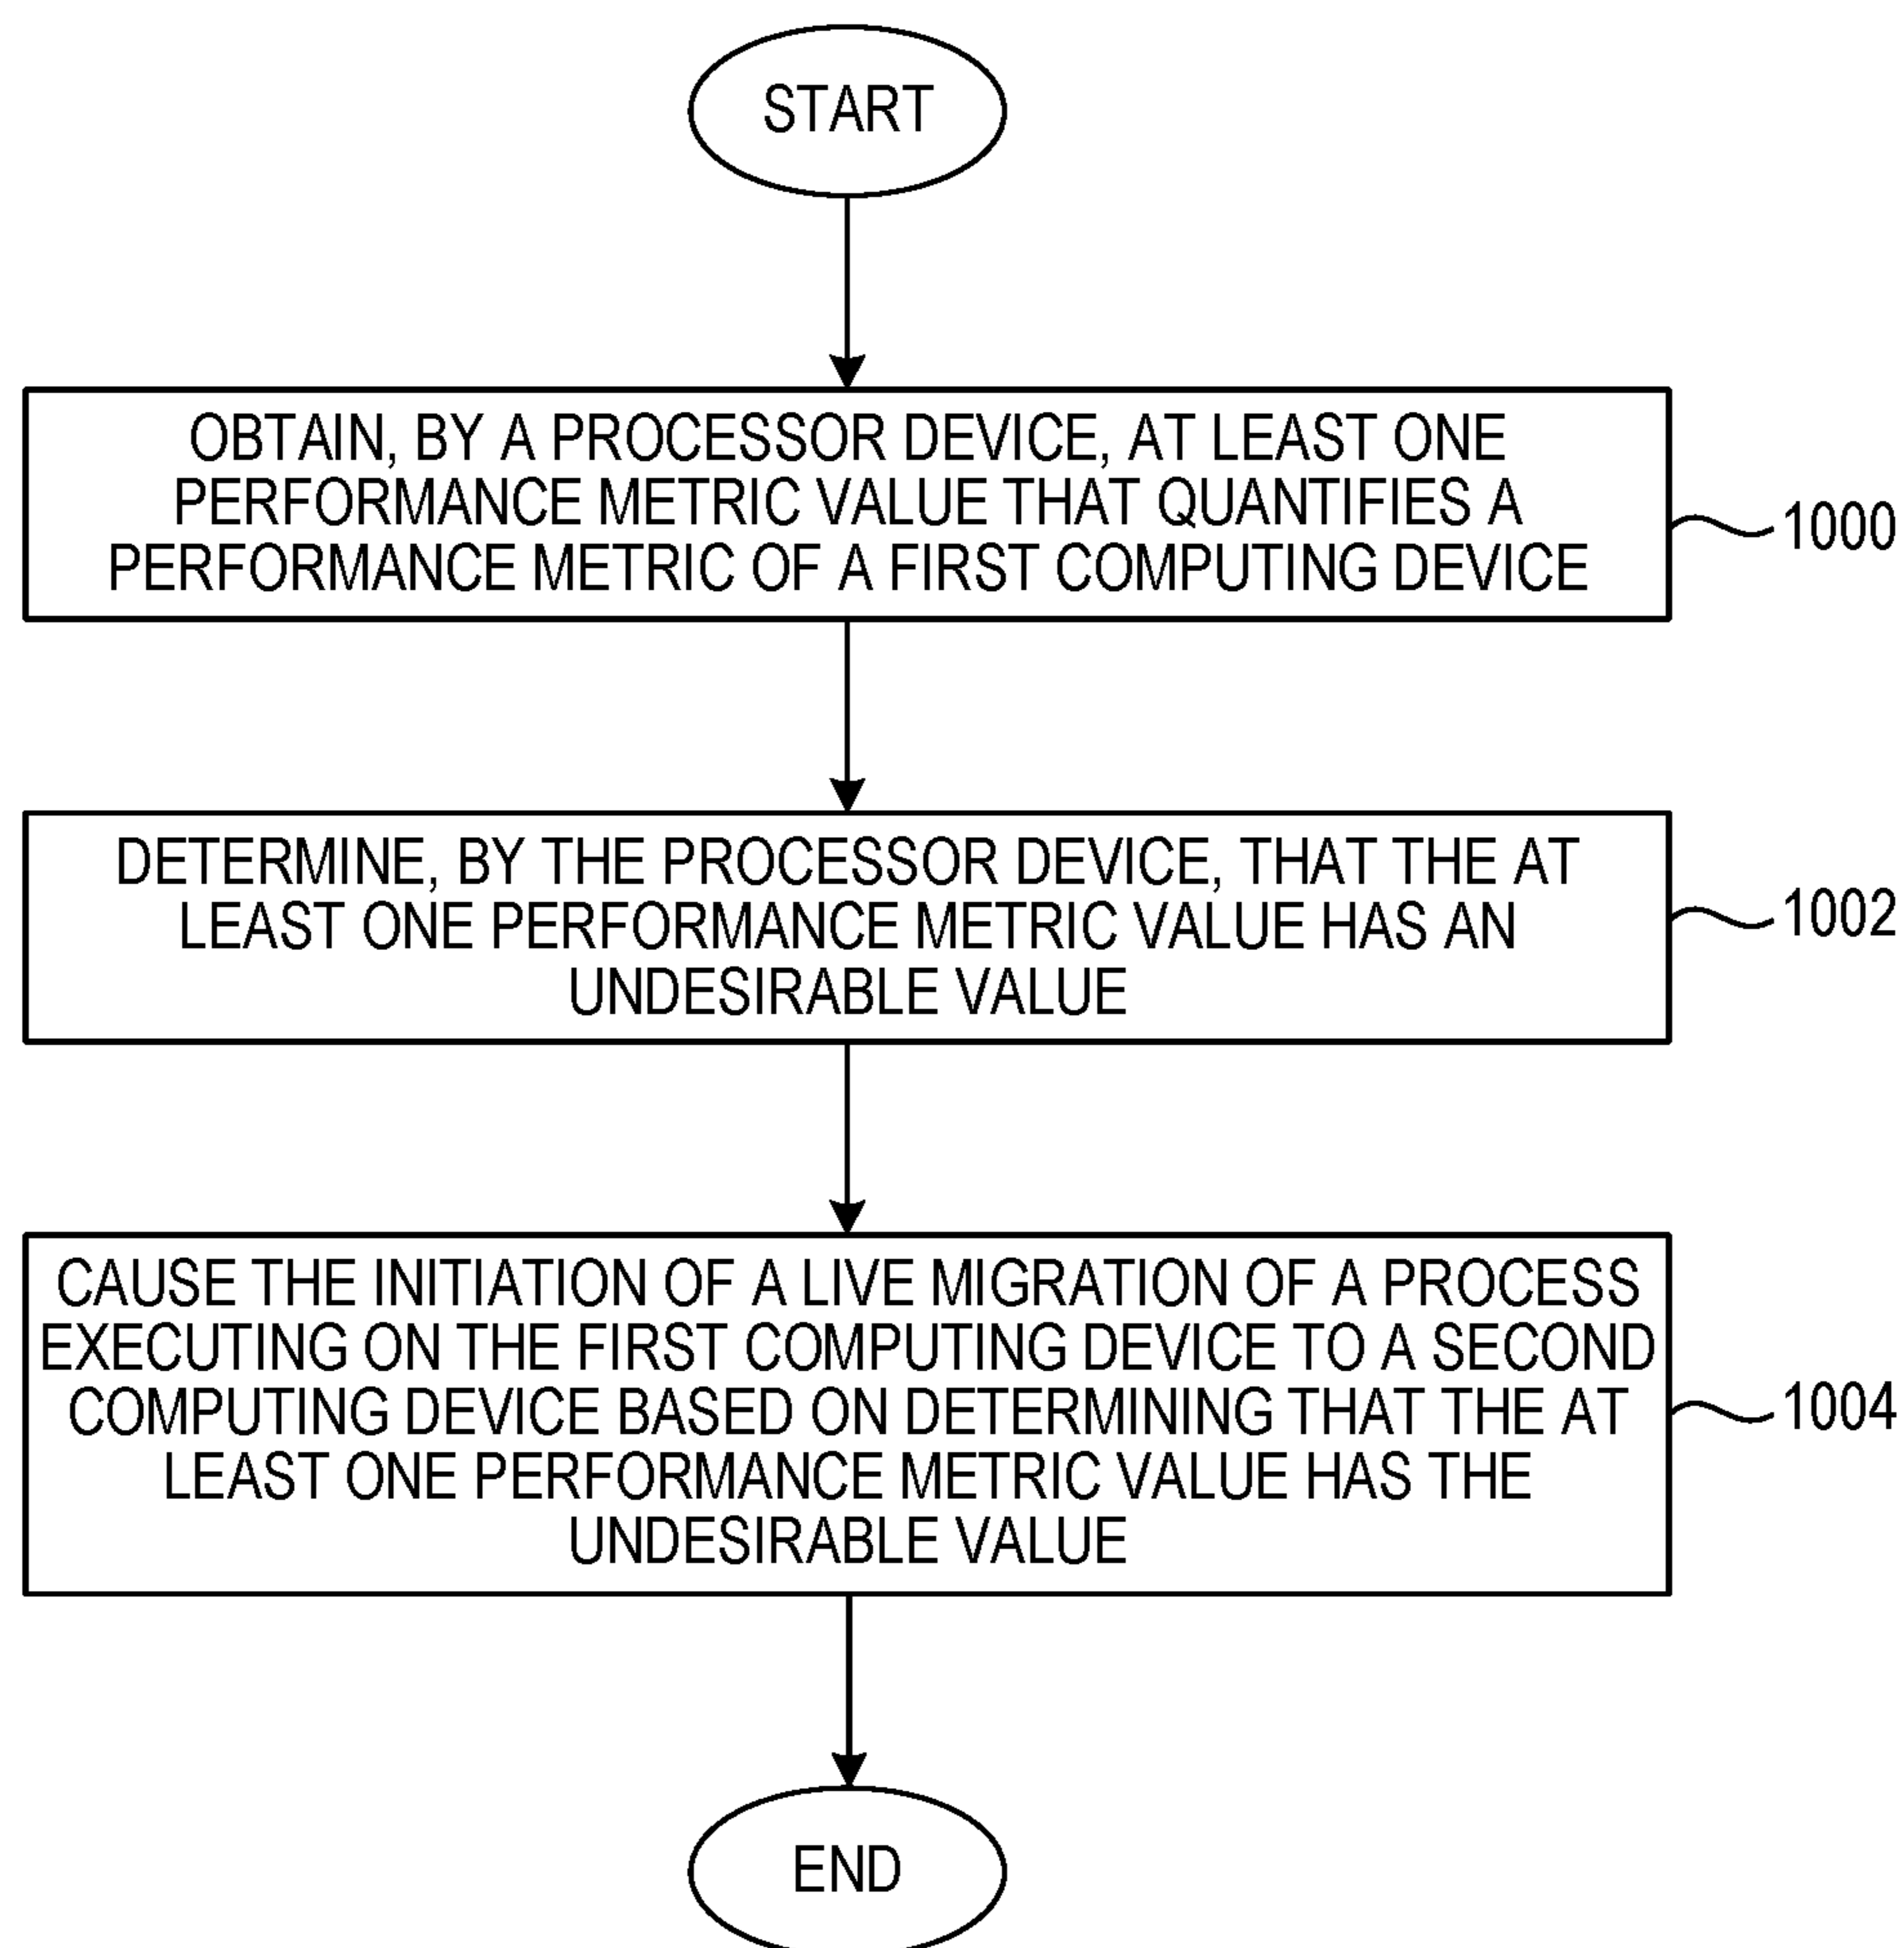 START
OBTAIN, BY A PROCESSOR DEVICE, AT LEAST ONE
PERFORMANCE METRIC VALUE THAT QUANTIFIES A
PERFORMANCE METRIC OF A FIRST COMPUTING DEVICE
1000
DETERMINE, BY THE PROCESSOR DEVICE, THAT THE AT
LEAST ONE PERFORMANCE METRIC VALUE HAS AN
UNDESIRABLE VALUE
1002
CAUSE THE INITIATION OF A LIVE MIGRATION OF A PROCESS
EXECUTING ON THE FIRST COMPUTING DEVICE TO A SECOND
COMPUTING DEVICE BASED ON DETERMINING THAT THE AT
LEAST ONE PERFORMANCE METRIC VALUE HAS THE
UNDESIRABLE VALUE
1004
END